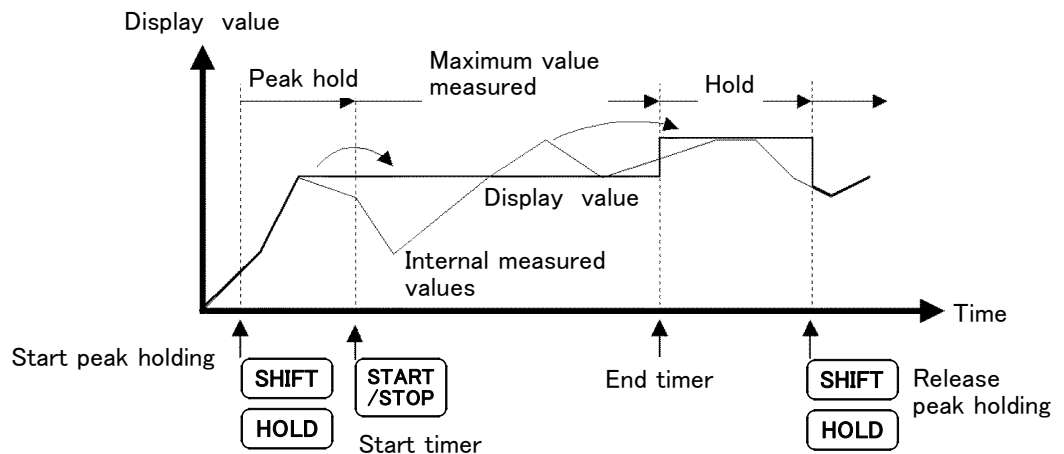 Display value
Peak hold
Maximum value
measured
Hold
Display value
Internal measured
values
Time
Start peak holding
SHIFT
HOLD
START
/STOP
Start timer
End timer
SHIFT
HOLD
Release
peak holding